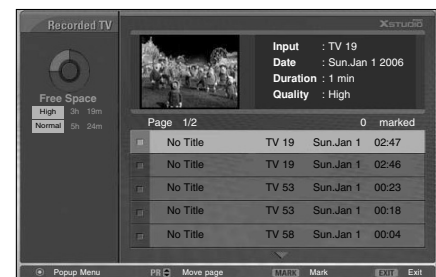 Recorded TV
XSTUDIO
Input : TV 19
Date : Sun.Jan 1 2006
Duration : 1 min
Quality : High
Free Space
High 3h 19m
Normal 5h 24m
Page 1/2 0 marked
No Title TV 19 Sun.Jan 1 02:47
No Title TV 19 Sun.Jan 1 02:46
No Title TV 53 Sun.Jan 1 00:23
No Title TV 53 Sun.Jan 1 00:18
No Title TV 58 Sun.Jan 1 00:04
Popup Menu PR Move page MARK Mark EXIT Exit